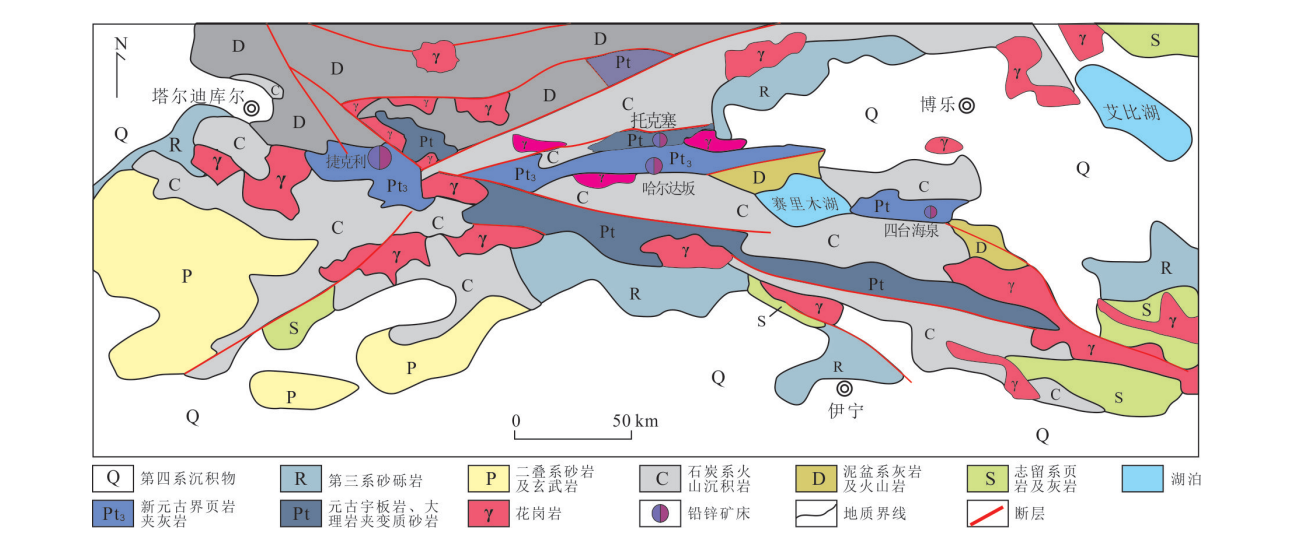 N
D
D
γ
Pt
γ
γ
S
D
C
γ
塔尔迪库尔
D
γ
γ
γ
R
C
Q
博乐
艾比湖
Q
D
γ
Pt
托克塞
R
C
γ
Pt
γ
γ
Q
捷克利
γ
C
Pt₃
γ
C
Pt₃
Pt₃
γ
哈尔达坂
D
C
γ
C
C
赛里木湖
Pt
四台海泉
C
C
γ
Pt
C
D
P
γ
γ
Pt
γ
R
C
R
S
S
γ
γ
S
γ
P
C
γ
R
γ
C
S
P
Q
Q
伊宁
Q
0 50 km
Q 第四系沉积物
R 第三系砂砾岩
P 二叠系砂岩
及玄武岩
C 石炭系火
山沉积岩
D 泥盆系灰岩
及火山岩
S 志留系页
岩及灰岩
湖泊
Pt₃ 新元古界页岩
夹灰岩
Pt 元古宇板岩、大
理岩夹变质砂岩
γ 花岗岩
铅锌矿床
地质界线
断层